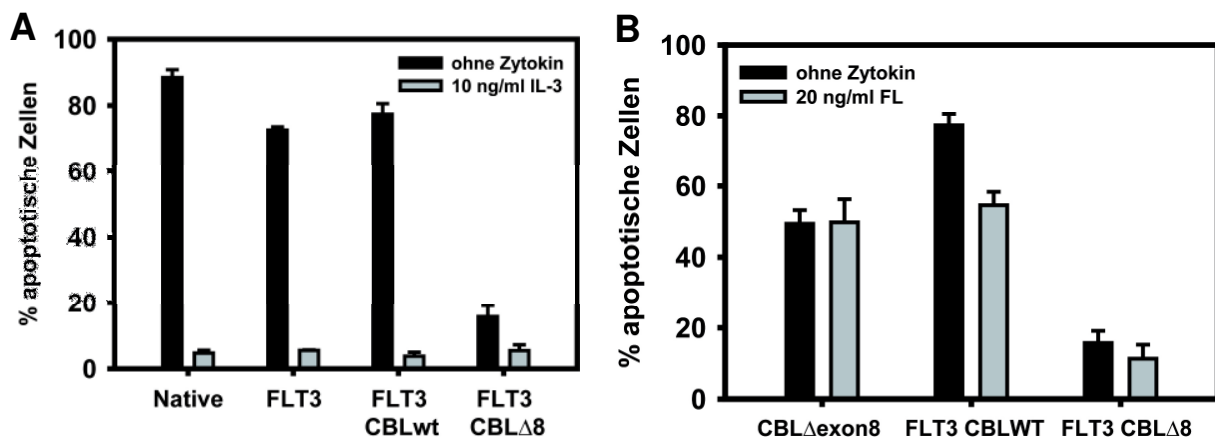 A
% apoptotische Zellen
100
80
60
40
20
0
ohne Zytokin
10 ng/ml IL-3
Native
FLT3
FLT3
CBLwt
FLT3
CBLΔ8
B
% apoptotische Zellen
100
80
60
40
20
0
ohne Zytokin
20 ng/ml FL
CBLΔexon8
FLT3 CBLWT
FLT3 CBLΔ8